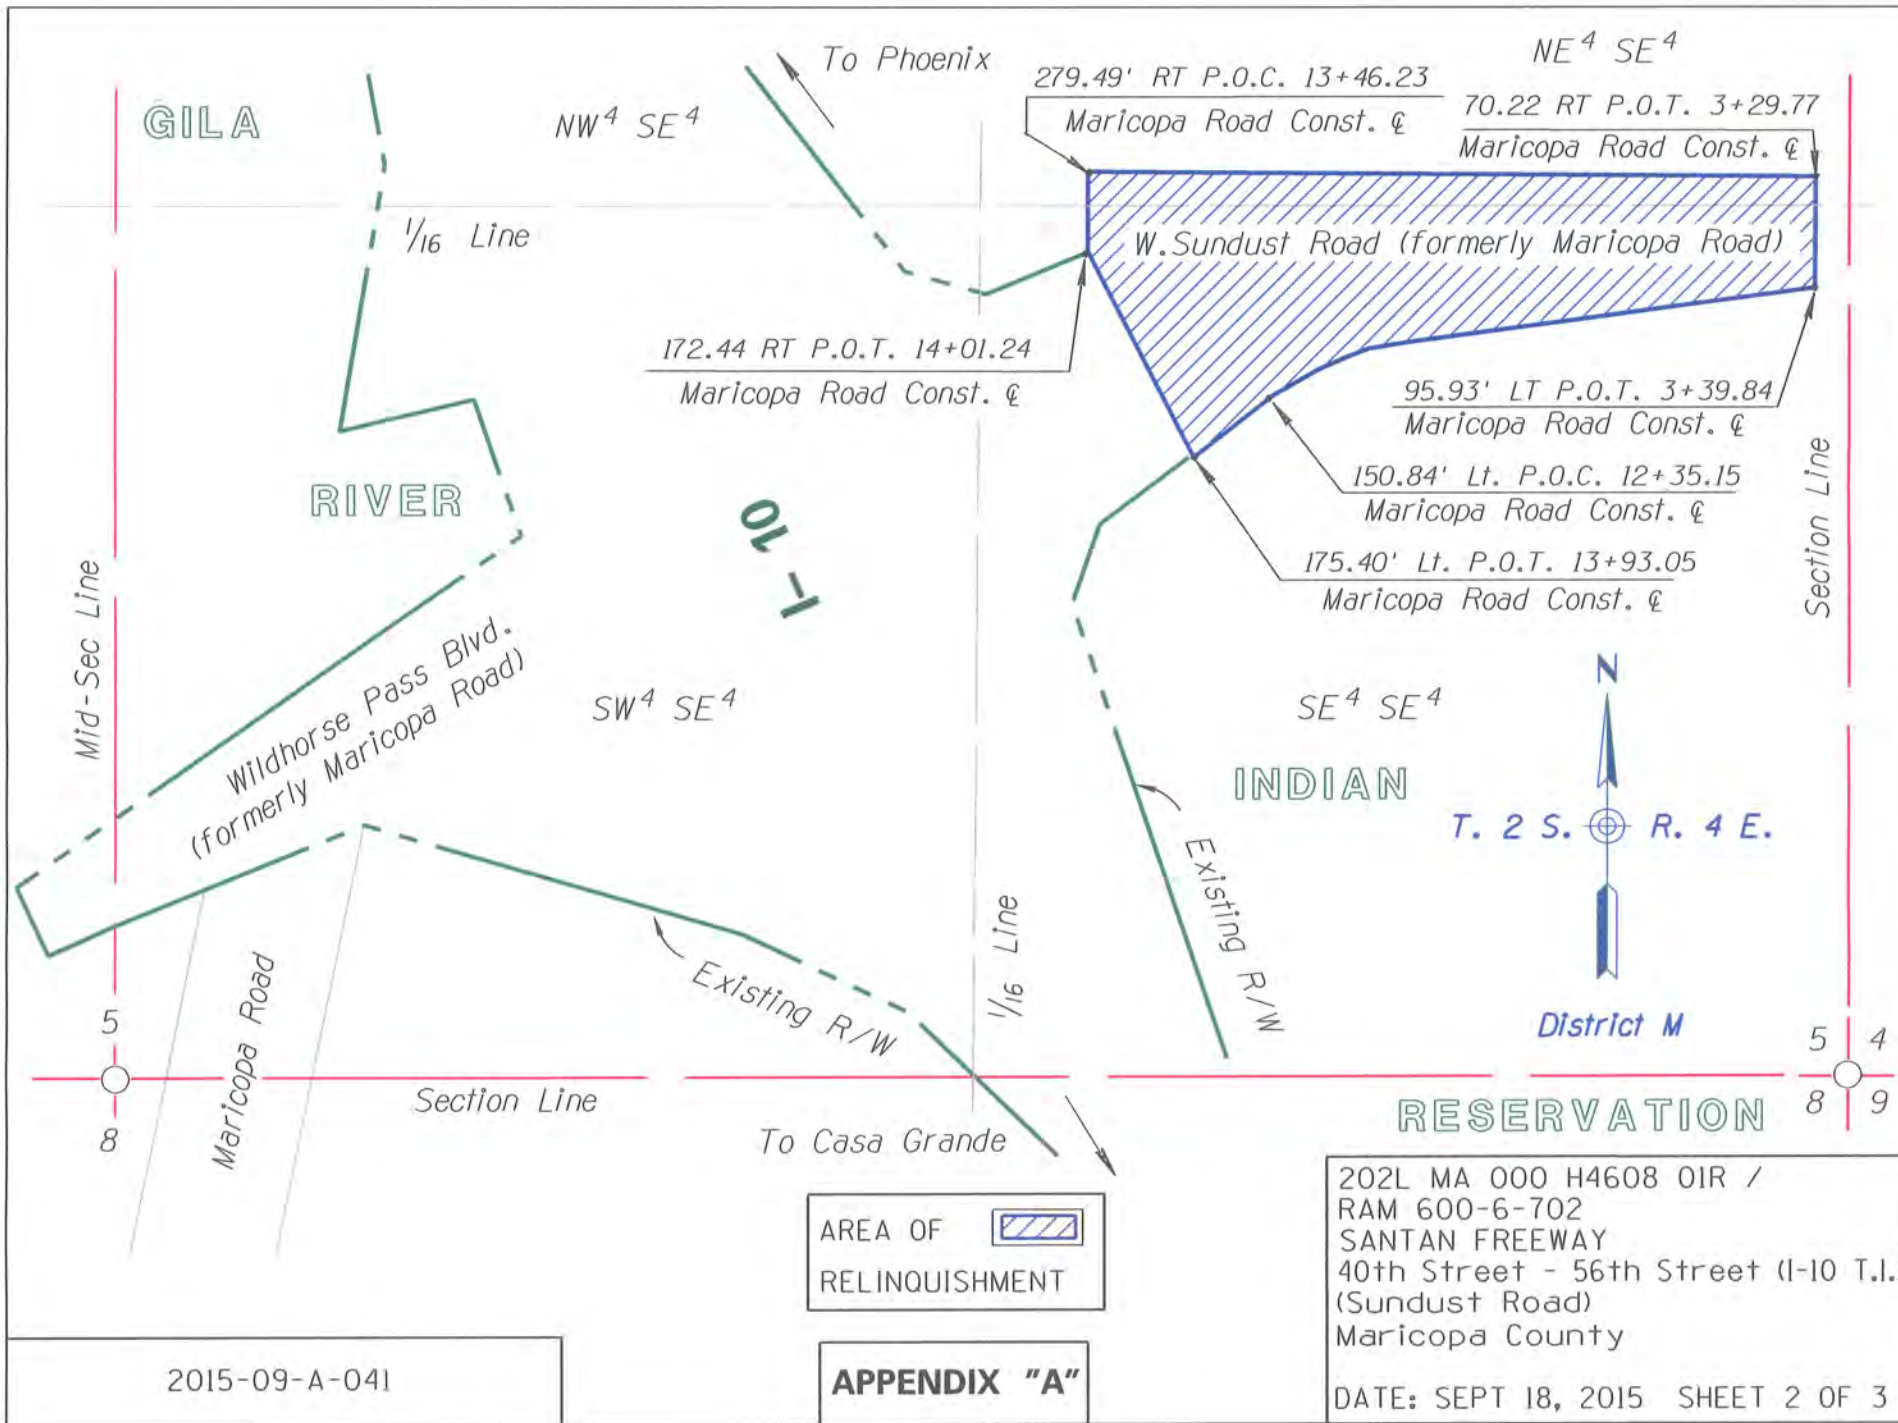 To Phoenix
NE⁴ SE⁴
279.49' RT P.O.C. 13+46.23
Maricopa Road Const. ℄
70.22 RT P.O.T. 3+29.77
Maricopa Road Const. ℄
GILA
NW⁴ SE⁴
1/16 Line
W.Sundust Road (formerly Maricopa Road)
172.44 RT P.O.T. 14+01.24
Maricopa Road Const. ℄
95.93' LT P.O.T. 3+39.84
Maricopa Road Const. ℄
150.84' Lt. P.O.C. 12+35.15
Maricopa Road Const. ℄
175.40' Lt. P.O.T. 13+93.05
Maricopa Road Const. ℄
Section Line
RIVER
I-10
Mid-Sec Line
Wildhorse Pass Blvd.
(formerly Maricopa Road)
SW⁴ SE⁴
SE⁴ SE⁴
N
INDIAN
T. 2 S. R. 4 E.
Existing R/W
Existing R/W
1/16 Line
Maricopa Road
District M
5
8
5 4
8 9
Section Line
RESERVATION
To Casa Grande
AREA OF
RELINQUISHMENT
202L MA 000 H4608 01R /
RAM 600-6-702
SANTAN FREEWAY
40th Street - 56th Street (I-10 T.I.
(Sundust Road)
Maricopa County
DATE: SEPT 18, 2015 SHEET 2 OF 3
2015-09-A-041
APPENDIX "A"